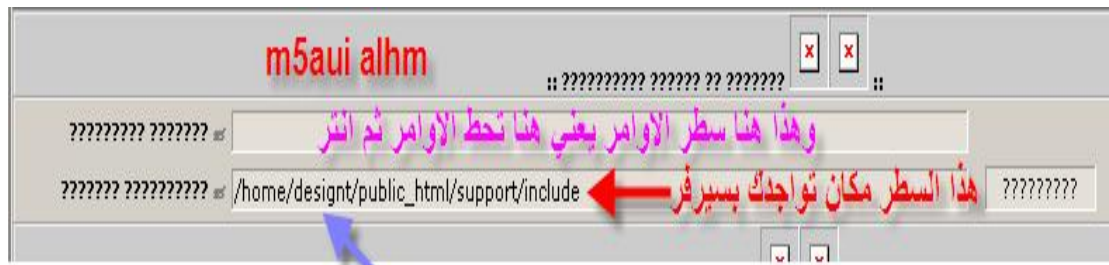 m5aui alhm
:: ?????????? ?????? ?? ??????? ::
????????? ??????? وهذا هنا سطر الاوامر يعني هنا تحط الاوامر ثم انتر
??????? ?????????? /home/designt/public_html/support/include هذا السطر مكان تواجدك بسيرفر ?????????